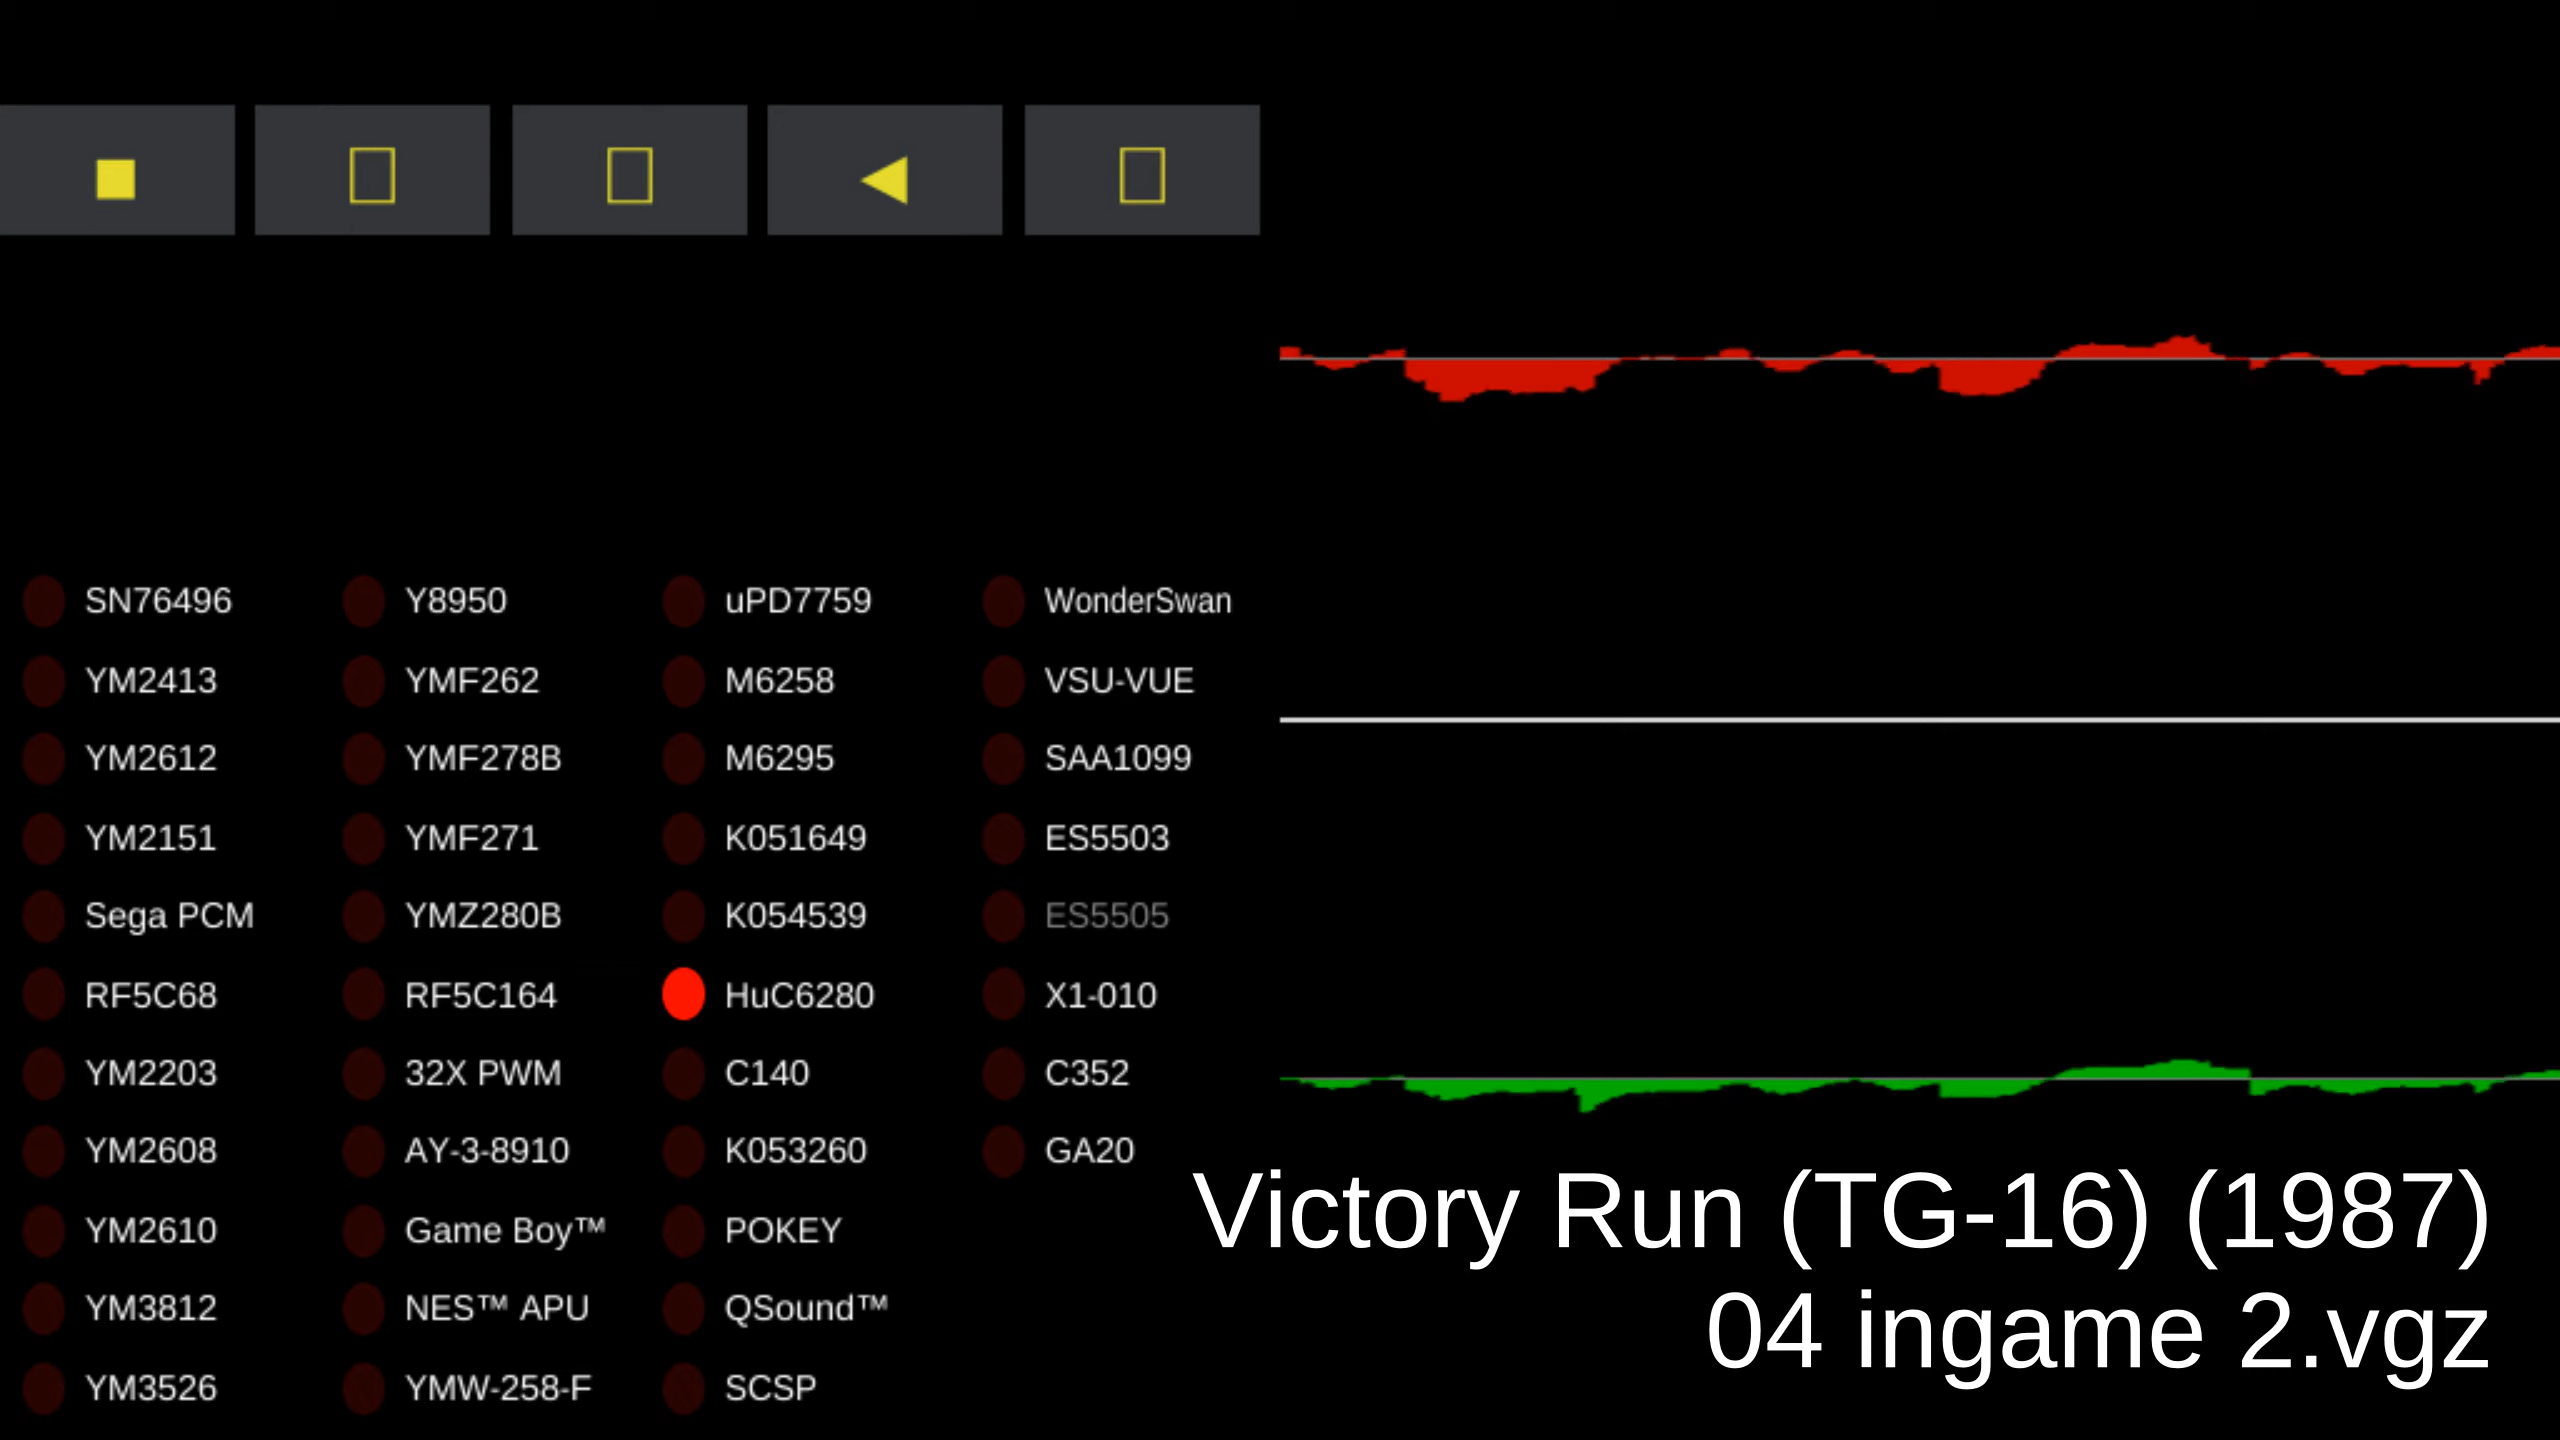 SN76496 Y8950 uPD7759 WonderSwan
YM2413 YMF262 M6258 VSU-VUE
YM2612 YMF278B M6295 SAA1099
YM2151 YMF271 K051649 ES5503
Sega PCM YMZ280B K054539 ES5505
RF5C68 RF5C164 HuC6280 X1-010
YM2203 32X PWM C140 C352
YM2608 AY-3-8910 K053260 GA20
YM2610 Game Boy™ POKEY
YM3812 NES™ APU QSound™
YM3526 YMW-258-F SCSP
Victory Run (TG-16) (1987)
04 ingame 2.vgz